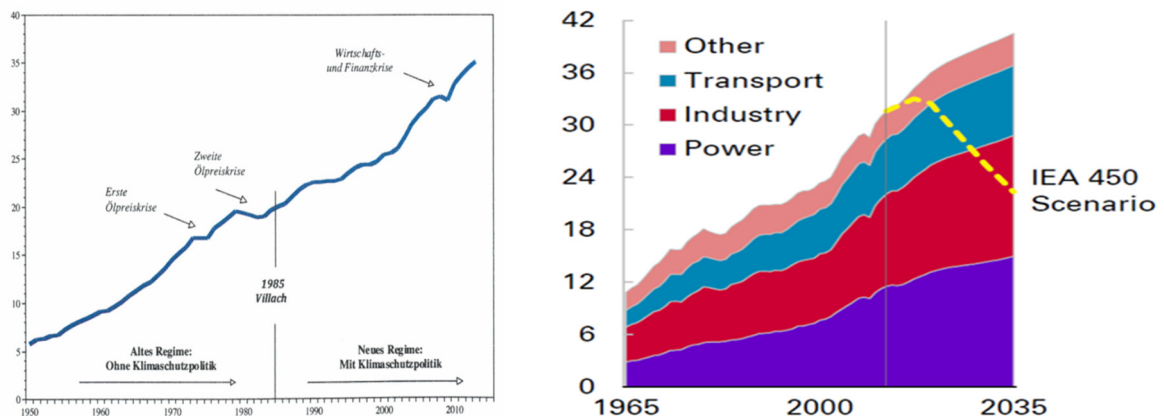 40
35
30
25
20
15
10
5
0
Wirtschafts-
und Finanzkrise
Zweite
Ölpreiskrise
Erste
Ölpreiskrise
1985
Villach
Altes Regime:
Ohne Klimaschutzpolitik
Neues Regime:
Mit Klimaschutzpolitik
1950 1960 1970 1980 1990 2000 2010
42
36
30
24
18
12
6
0
Other
Transport
Industry
Power
IEA 450
Scenario
1965 2000 2035